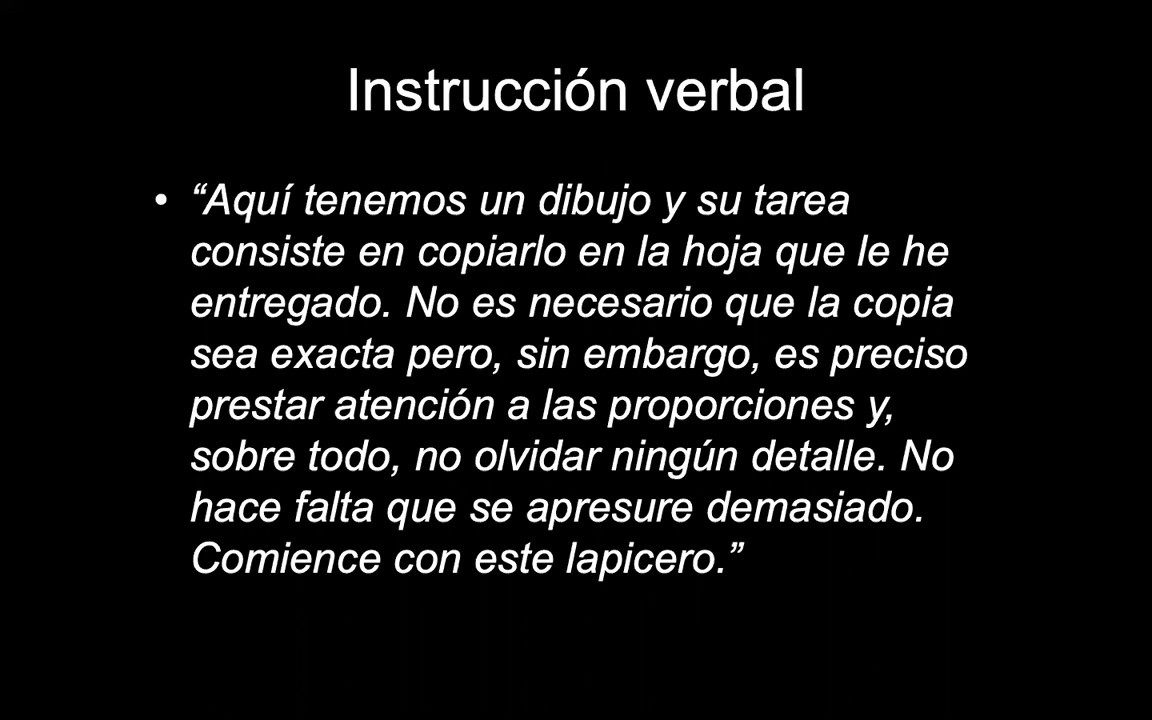 Instrucción verbal
• “Aquí tenemos un dibujo y su tarea
consiste en copiarlo en la hoja que le he
entregado. No es necesario que la copia
sea exacta pero, sin embargo, es preciso
prestar atención a las proporciones y,
sobre todo, no olvidar ningún detalle. No
hace falta que se apresure demasiado.
Comience con este lapicero.”